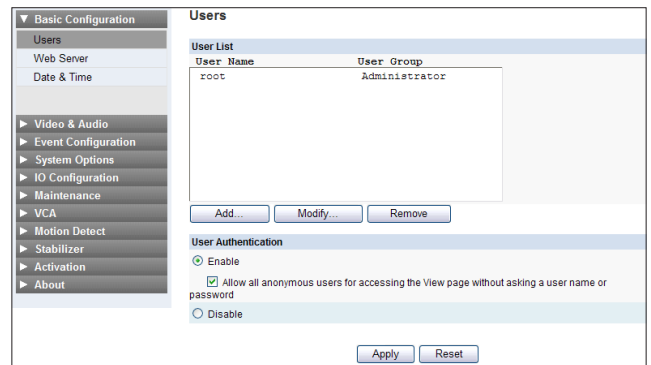 ▼ Basic Configuration
Users
Web Server
Date & Time
▶ Video & Audio
▶ Event Configuration
▶ System Options
▶ IO Configuration
▶ Maintenance
▶ VCA
▶ Motion Detect
▶ Stabilizer
▶ Activation
▶ About
Users
User List
User Name User Group
root Administrator
Add... Modify... Remove
User Authentication
Enable
Allow all anonymous users for accessing the View page without asking a user name or
password
Disable
Apply Reset